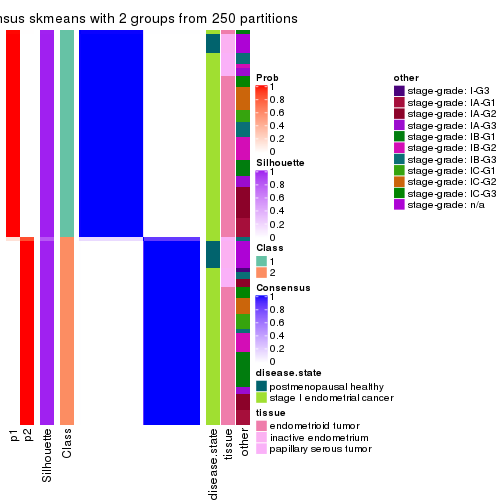 nsus skmeans with 2 groups from 250 partitions
Prob
1
0.8
0.6
0.4
0.2
0
Silhouette
1
0.8
0.6
0.4
0.2
0
Class
1
2
Consensus
1
0.8
0.6
0.4
0.2
0
disease.state
postmenopausal healthy
stage I endometrial cancer
tissue
endometrioid tumor
inactive endometrium
papillary serous tumor
other
stage-grade: I-G3
stage-grade: IA-G1
stage-grade: IA-G2
stage-grade: IA-G3
stage-grade: IB-G1
stage-grade: IB-G2
stage-grade: IB-G3
stage-grade: IC-G1
stage-grade: IC-G2
stage-grade: IC-G3
stage-grade: n/a
p1
p2
Silhouette
Class
disease.state
tissue
other